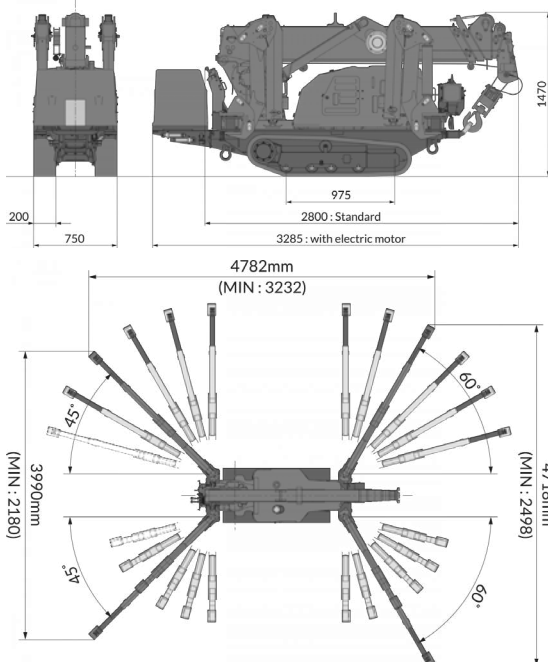 1470
975
200
2800 : Standard
750
3285 : with electric motor
4782mm
(MIN : 3232)
45°
60°
3990mm
(MIN : 2180)
(MIN : 2498)
45°
60°